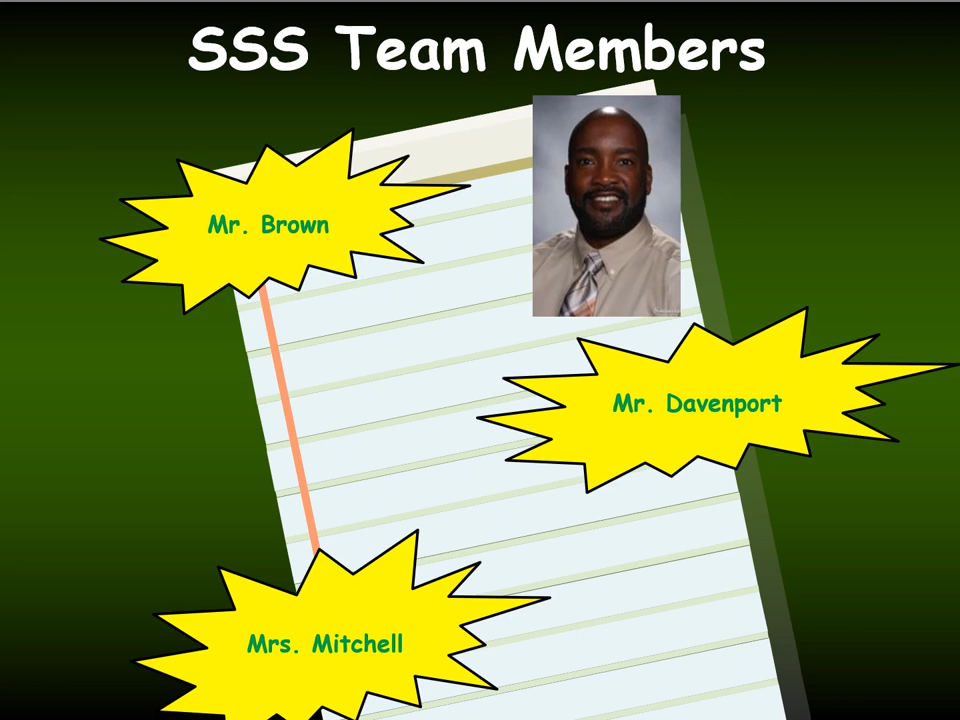 SSS Team Members
Mr. Brown
Mr. Davenport
Mrs. Mitchell